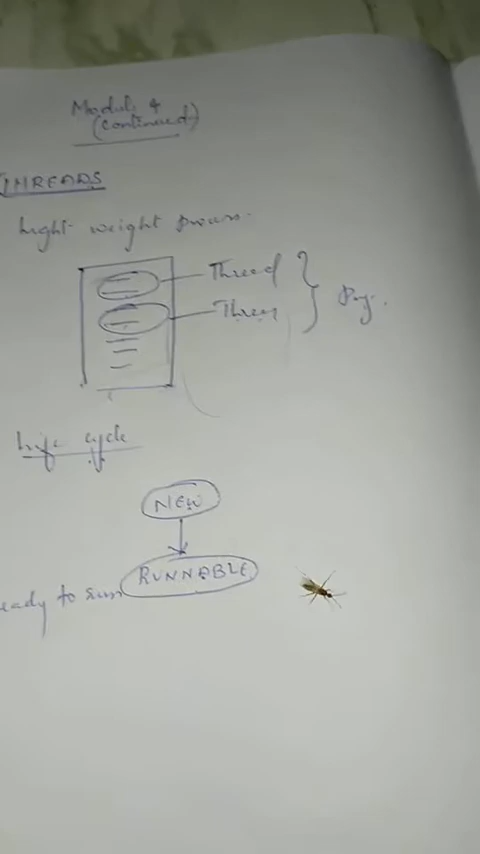 Module 4
(continued)
THREADS
Light weight process.
Thread
Thread
Prg.
Life cycle
NEW
RUNNABLE
eady to run